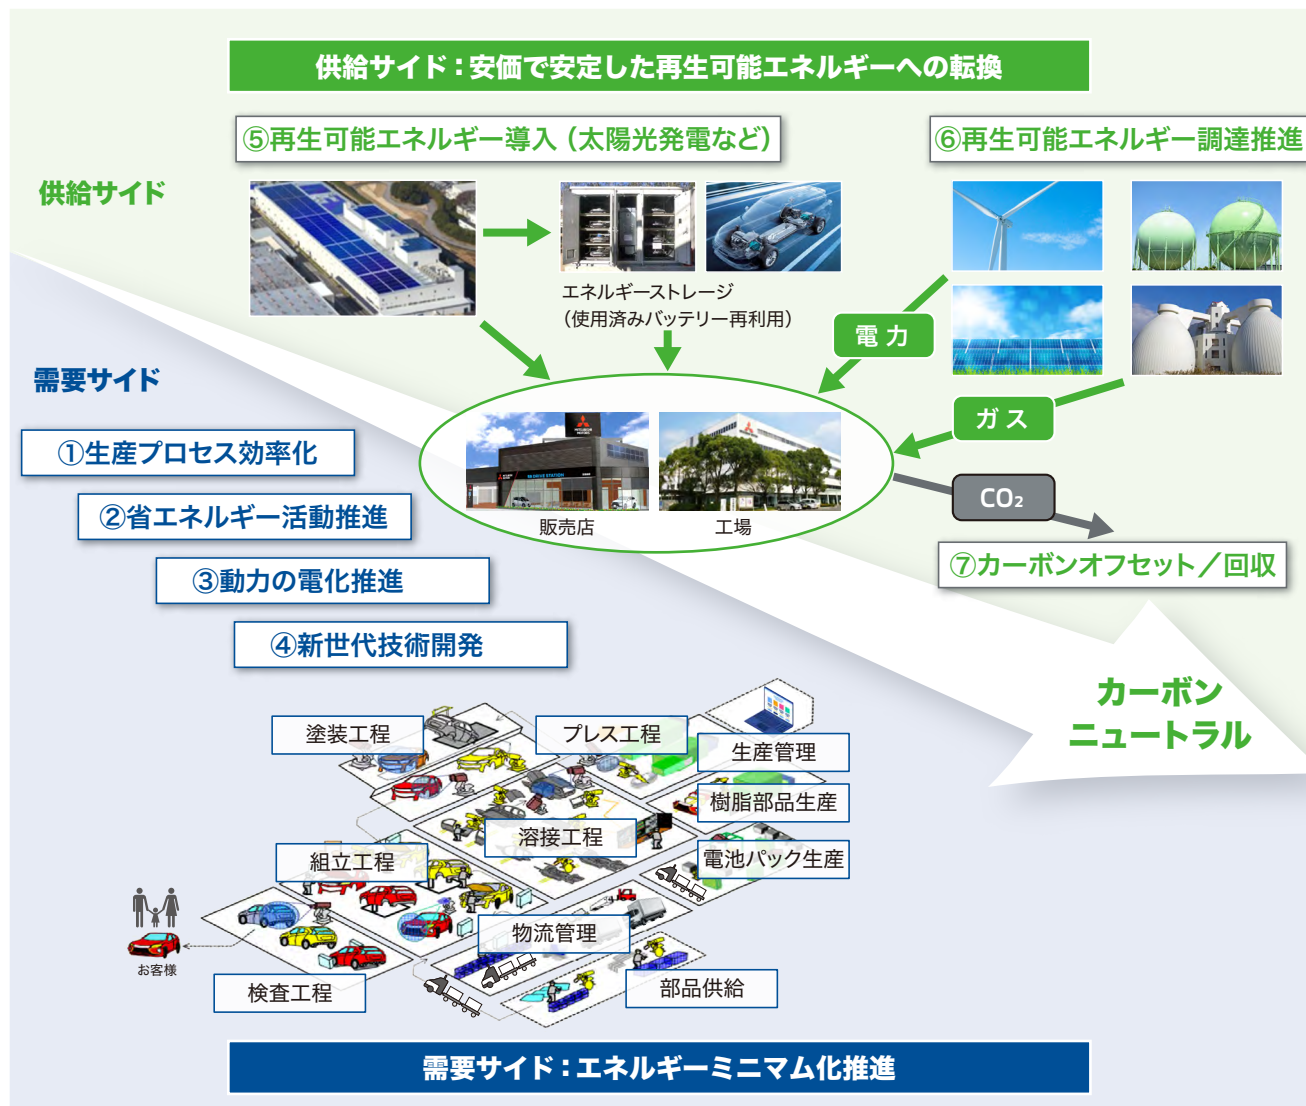 供給サイド：安価で安定した再生可能エネルギーへの転換
⑤再生可能エネルギー導入（太陽光発電など）
⑥再生可能エネルギー調達推進
供給サイド
エネルギーストレージ
（使用済みバッテリー再利用）
電力
需要サイド
ガス
①生産プロセス効率化
②省エネルギー活動推進
③動力の電化推進
④新世代技術開発
販売店
工場
CO₂
⑦カーボンオフセット／回収
カーボン
ニュートラル
塗装工程
プレス工程
生産管理
樹脂部品生産
溶接工程
組立工程
電池パック生産
物流管理
お客様
検査工程
部品供給
需要サイド：エネルギーミニマム化推進